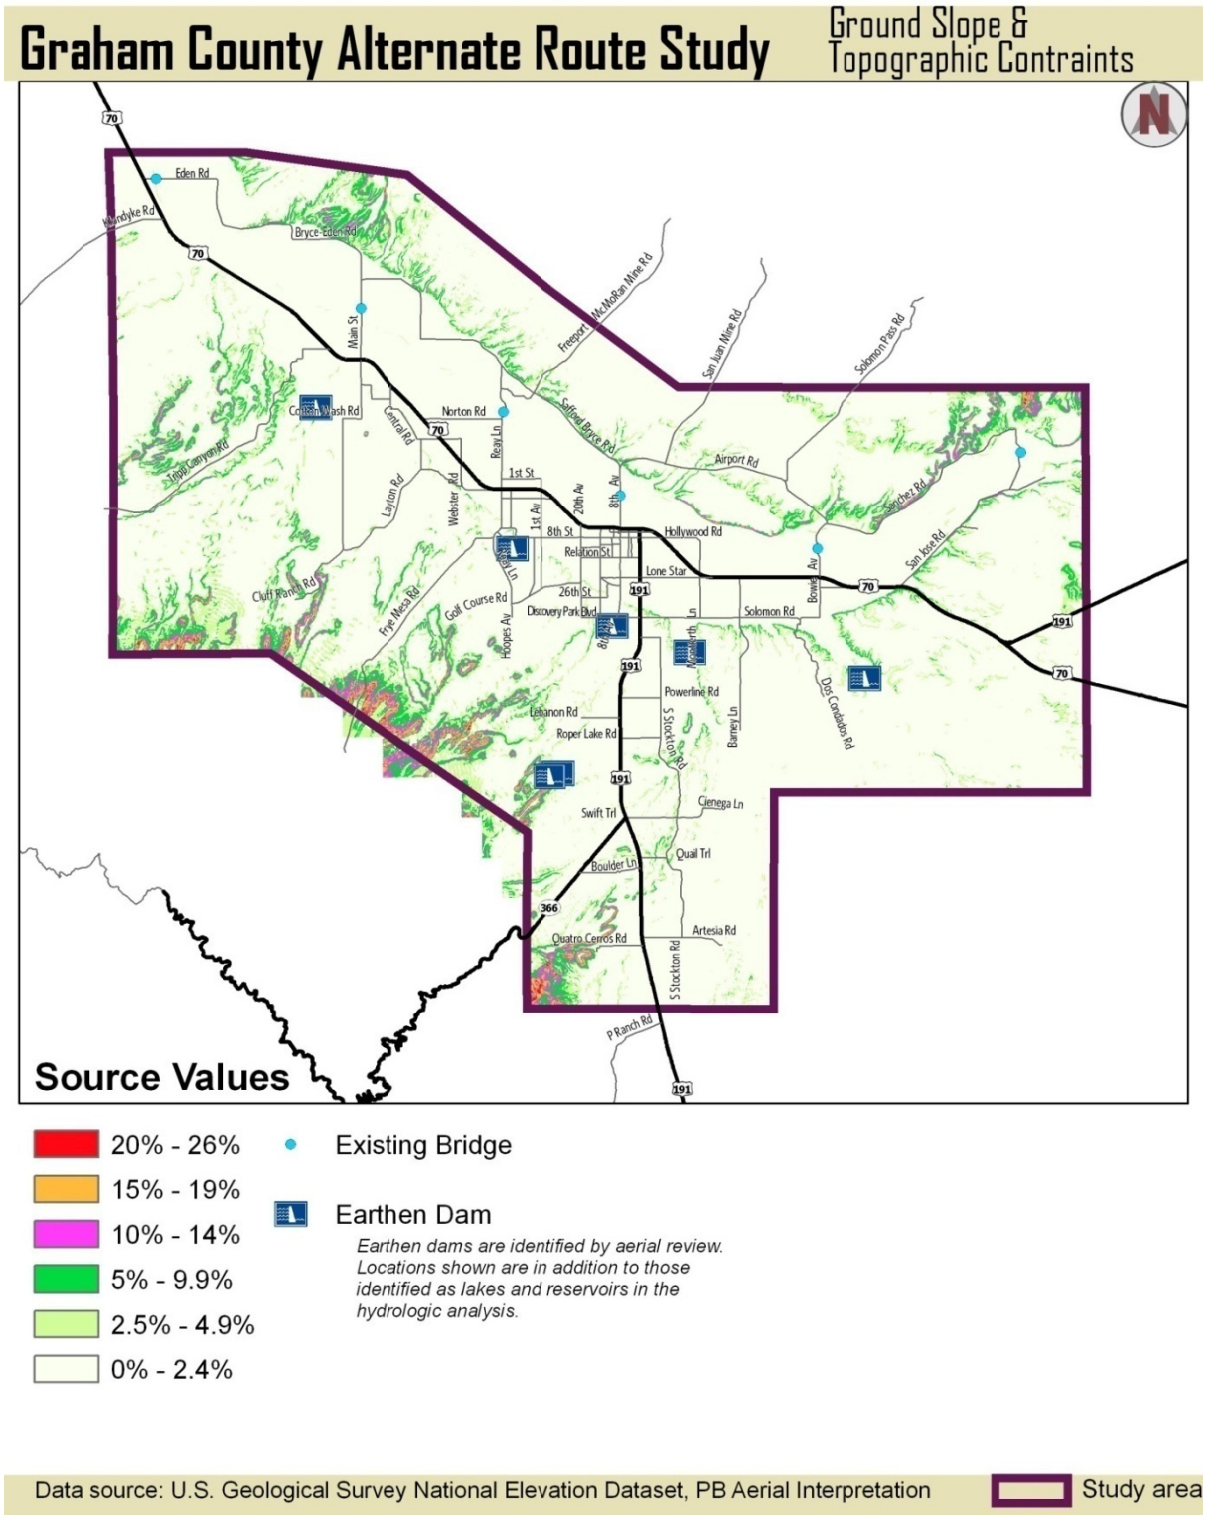 Graham County Alternate Route Study
Ground Slope &
Topographic Contraints
N
70
Eden Rd
Klondyke Rd
70
Bryce-Eden Rd
Freeport McMoRan Mine Rd
San Juan Mine Rd
Solomon Pass Rd
Main St
Cotton Wash Rd
Central Rd
Norton Rd
70
Reay Ln
Safford Bryce Rd
Airport Rd
Tripp Canyon Rd
Layton Rd
Webster Rd
1st St
1st Av
20th Av
8th Av
Sanchez Rd
San Jose Rd
8th St
Hollywood Rd
Relation St
Lone Star
Bowie Av
70
Cluff Ranch Rd
Frye Mesa Rd
Golf Course Rd
26th St
191
Discovery Park Blvd
Solomon Rd
191
Hoopes Av
191
70
Powerline Rd
Lebanon Rd
Roper Lake Rd
S Stockton Rd
Barney Ln
Dos Condados Rd
191
Swift Trl
Cienega Ln
Quail Trl
Boulder Ln
366
Quatro Cerros Rd
Artesia Rd
S Stockton Rd
P Ranch Rd
191
Source Values
20% - 26%
Existing Bridge
15% - 19%
10% - 14%
Earthen Dam
Earthen dams are identified by aerial review.
Locations shown are in addition to those
identified as lakes and reservoirs in the
hydrologic analysis.
5% - 9.9%
2.5% - 4.9%
0% - 2.4%
Data source: U.S. Geological Survey National Elevation Dataset, PB Aerial Interpretation
Study area